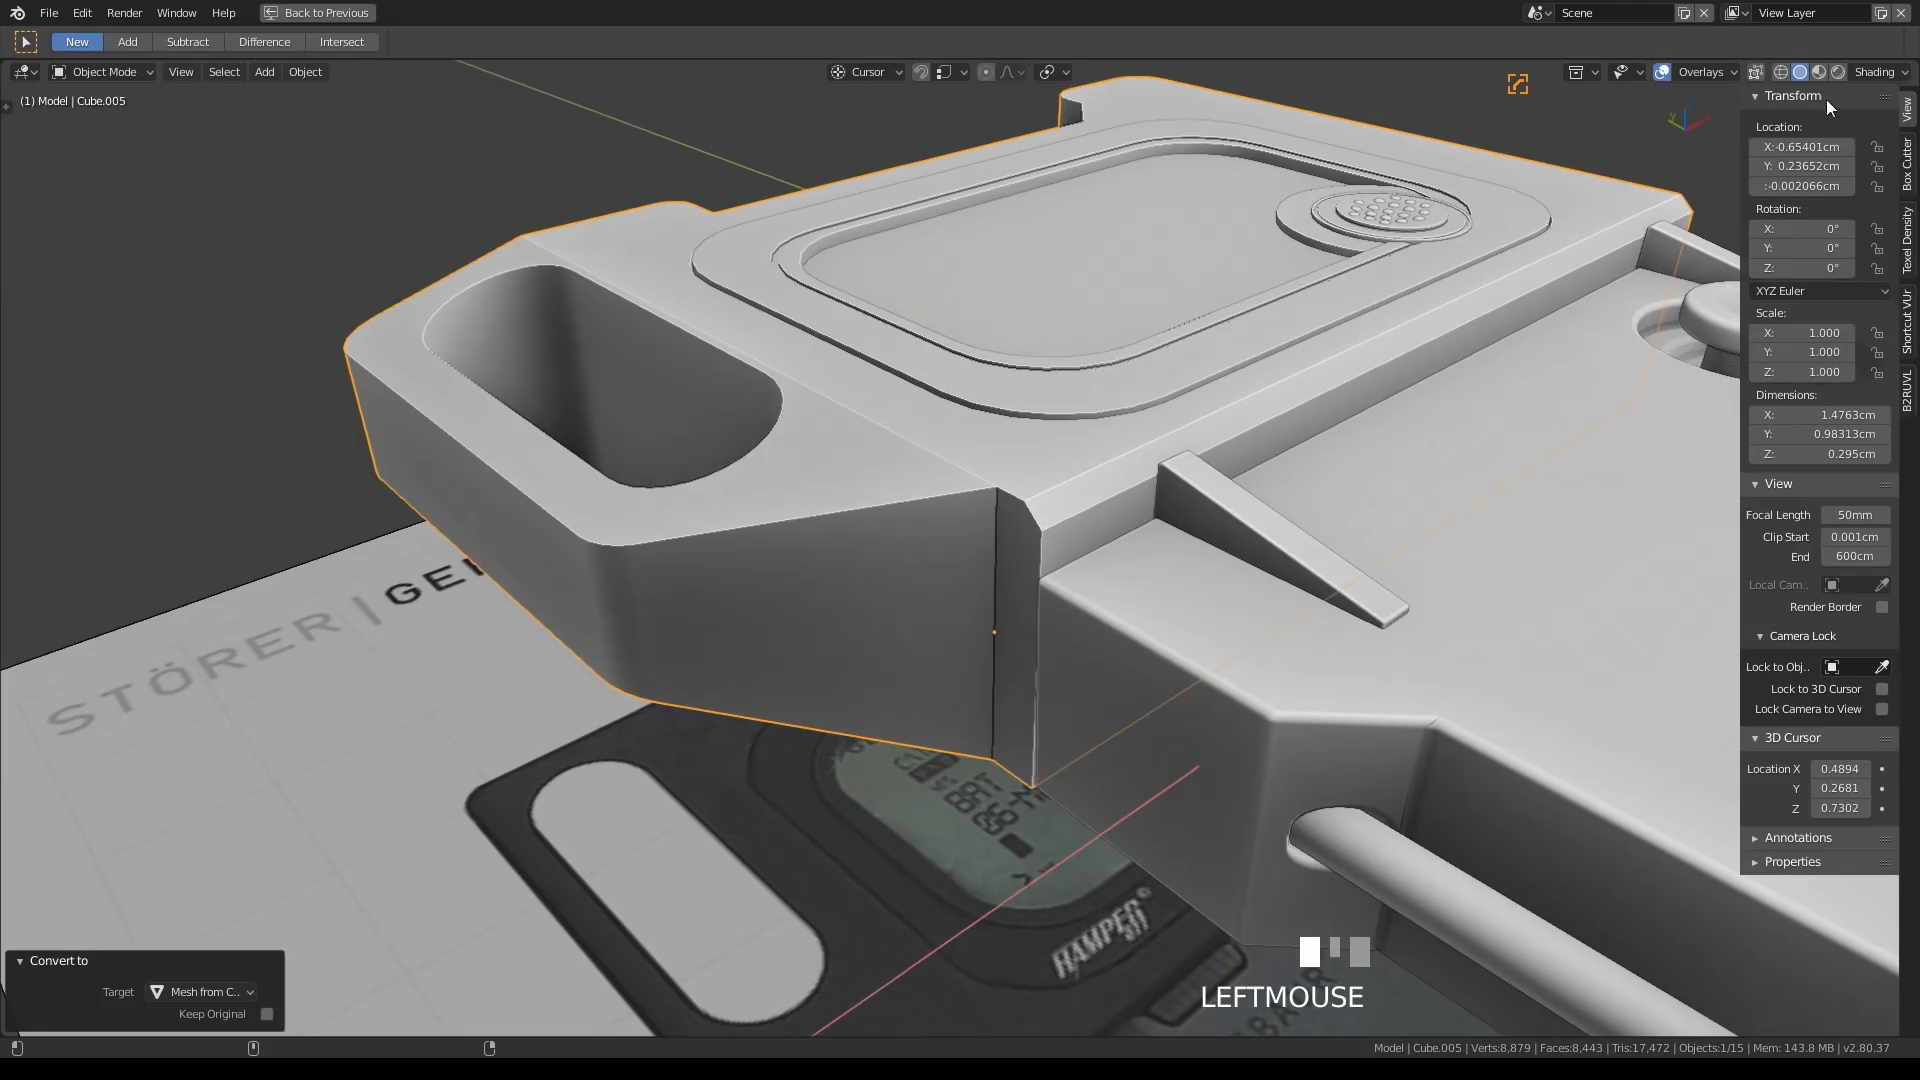 File Edit Render Window Help Back to Previous Scene View Layer
New Add Subtract Difference Intersect
Object Mode View Select Add Object Cursor Overlays Shading
(1) Model | Cube.005
Transform
Location:
X:-0.65401cm
Y: 0.23652cm
:-0.002066cm
Rotation:
X: 0°
Y: 0°
Z: 0°
XYZ Euler
Scale:
X: 1.000
Y: 1.000
Z: 1.000
Dimensions:
X: 1.4763cm
Y: 0.98313cm
Z: 0.295cm
View
Focal Length 50mm
Clip Start 0.001cm
End 600cm
Local Cam..
Render Border
Camera Lock
Lock to Obj..
Lock to 3D Cursor
Lock Camera to View
3D Cursor
Location X 0.4894
Y 0.2681
Z 0.7302
Annotations
Properties
View
Box Cutter
Texel Density
Shortcut VUr
B2RUVL
STÖRER | GE
Convert to
Target Mesh from C..
Keep Original
LEFTMOUSE
Model | Cube.005 | Verts:8,879 | Faces:8,443 | Tris:17,472 | Objects:1/15 | Mem: 143.8 MB | v2.80.37